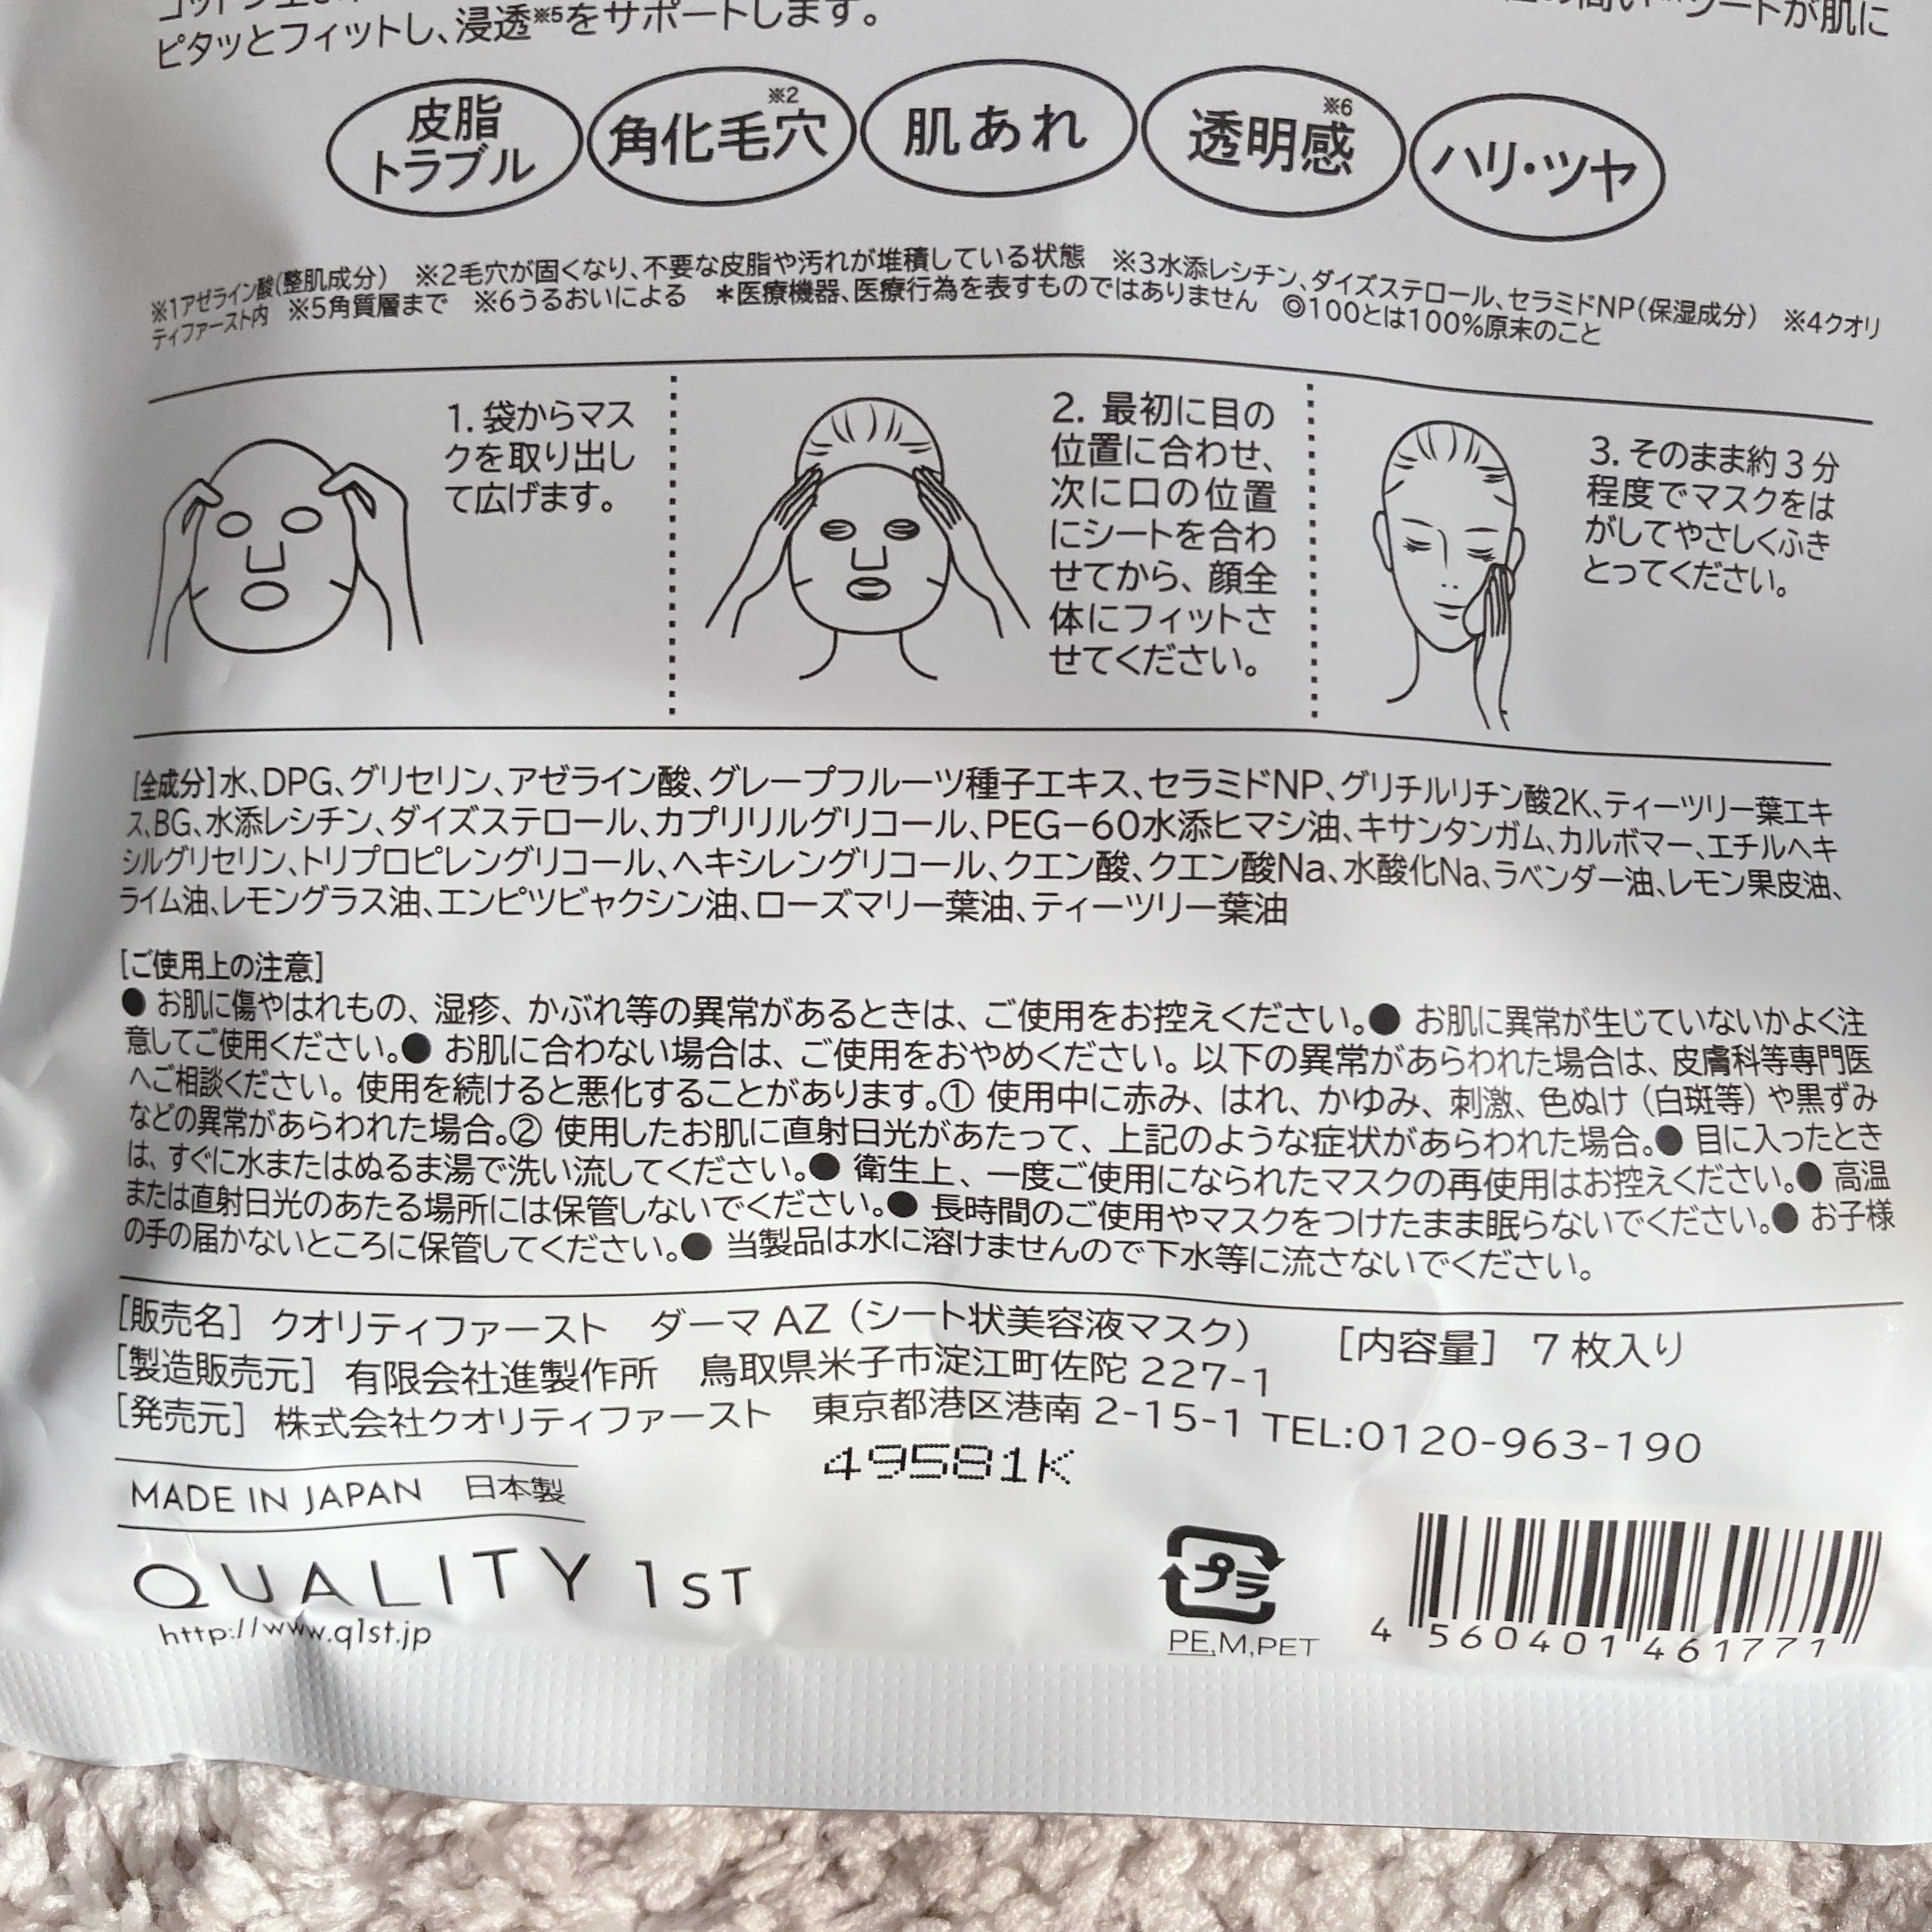 ピタッとフィットし、浸透※5をサポートします。
シートが肌に
皮脂
トラブル
角化毛穴※2
肌あれ
透明感※6
ハリ・ツヤ
※1アゼライン酸(整肌成分) ※2毛穴が固くなり、不要な皮脂や汚れが堆積している状態 ※3水添レシチン、ダイズステロール、セラミドNP(保湿成分) ※4クオリ
ティファースト内 ※5角質層まで ※6うるおいによる *医療機器、医療行為を表すものではありません ◎100とは100%原末のこと
1. 袋からマス
クを取り出し
て広げます。
2. 最初に目の
位置に合わせ、
次に口の位置
にシートを合わ
せてから、顔全
体にフィットさ
せてください。
3. そのまま約3分
程度でマスクをは
がしてやさしくふき
とってください。
[全成分]水、DPG、グリセリン、アゼライン酸、グレープフルーツ種子エキス、セラミドNP、グリチルリチン酸2K、ティーツリー葉エキ
ス、BG、水添レシチン、ダイズステロール、カプリリルグリコール、PEG-60水添ヒマシ油、キサンタンガム、カルボマー、エチルヘキ
シルグリセリン、トリプロピレングリコール、ヘキシレングリコール、クエン酸、クエン酸Na、水酸化Na、ラベンダー油、レモン果皮油、
ライム油、レモングラス油、エンピツビャクシン油、ローズマリー葉油、ティーツリー葉油
[ご使用上の注意]
● お肌に傷やはれもの、湿疹、かぶれ等の異常があるときは、ご使用をお控えください。● お肌に異常が生じていないかよく注
意してご使用ください。● お肌に合わない場合は、ご使用をおやめください。以下の異常があらわれた場合は、皮膚科等専門医
へご相談ください。使用を続けると悪化することがあります。① 使用中に赤み、はれ、かゆみ、刺激、色ぬけ(白斑等)や黒ずみ
などの異常があらわれた場合。② 使用したお肌に直射日光があたって、上記のような症状があらわれた場合。● 目に入ったとき
は、すぐに水またはぬるま湯で洗い流してください。● 衛生上、一度ご使用になられたマスクの再使用はお控えください。● 高温
または直射日光のあたる場所には保管しないでください。● 長時間のご使用やマスクをつけたまま眠らないでください。● お子様
の手の届かないところに保管してください。● 当製品は水に溶けませんので下水等に流さないでください。
[販売名] クオリティファースト ダーマ AZ (シート状美容液マスク) [内容量] 7枚入り
[製造販売元] 有限会社進製作所 鳥取県米子市淀江町佐陀 227-1
[発売元] 株式会社クオリティファースト 東京都港区港南 2-15-1 TEL:0120-963-190
49581K
MADE IN JAPAN 日本製
QUALITY 1ST
http://www.q1st.jp
プラ
PE,M,PET
4 560401 461771